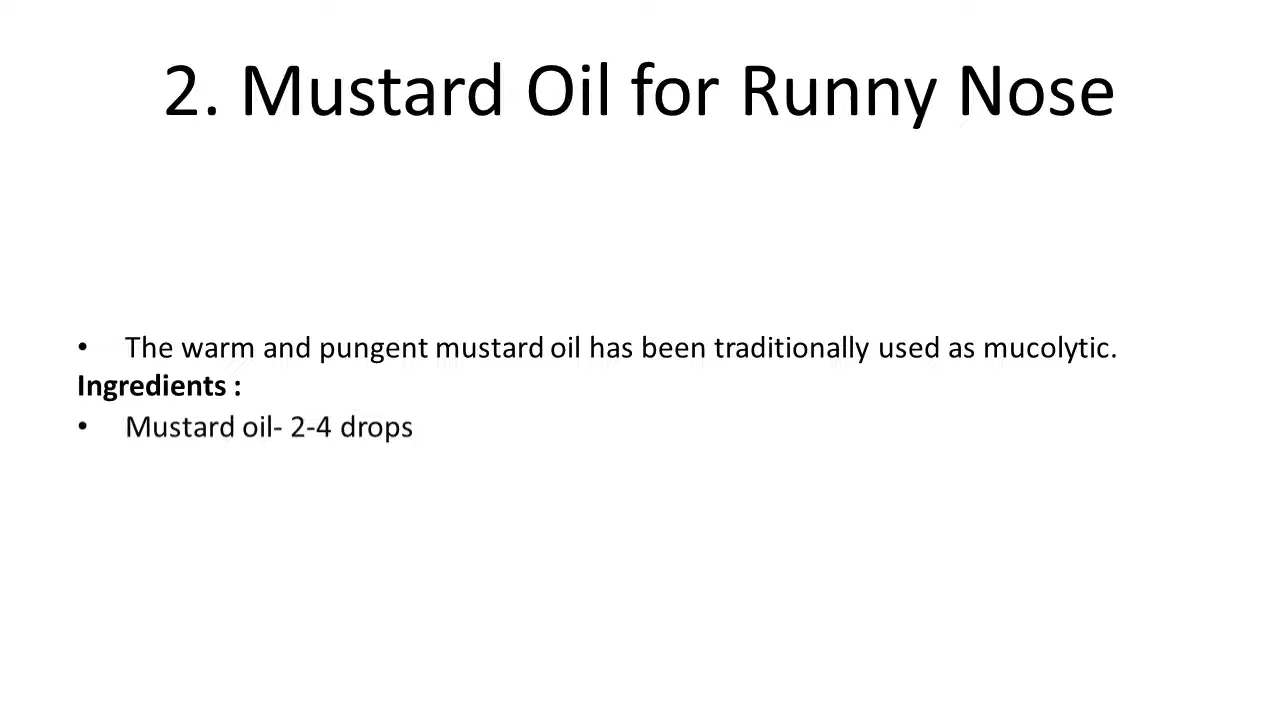 2. Mustard Oil for Runny Nose
• The warm and pungent mustard oil has been traditionally used as mucolytic.
Ingredients :
• Mustard oil- 2-4 drops